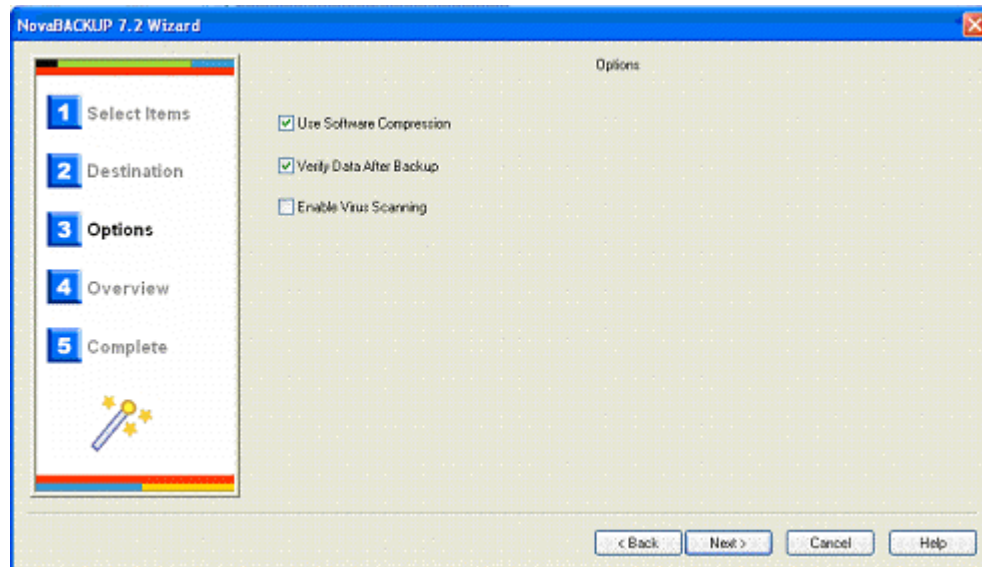 NovaBACKUP 7.2 Wizard
Options
1 Select Items
2 Destination
3 Options
4 Overview
5 Complete
Use Software Compression
Verify Data After Backup
Enable Virus Scanning
< Back
Next >
Cancel
Help